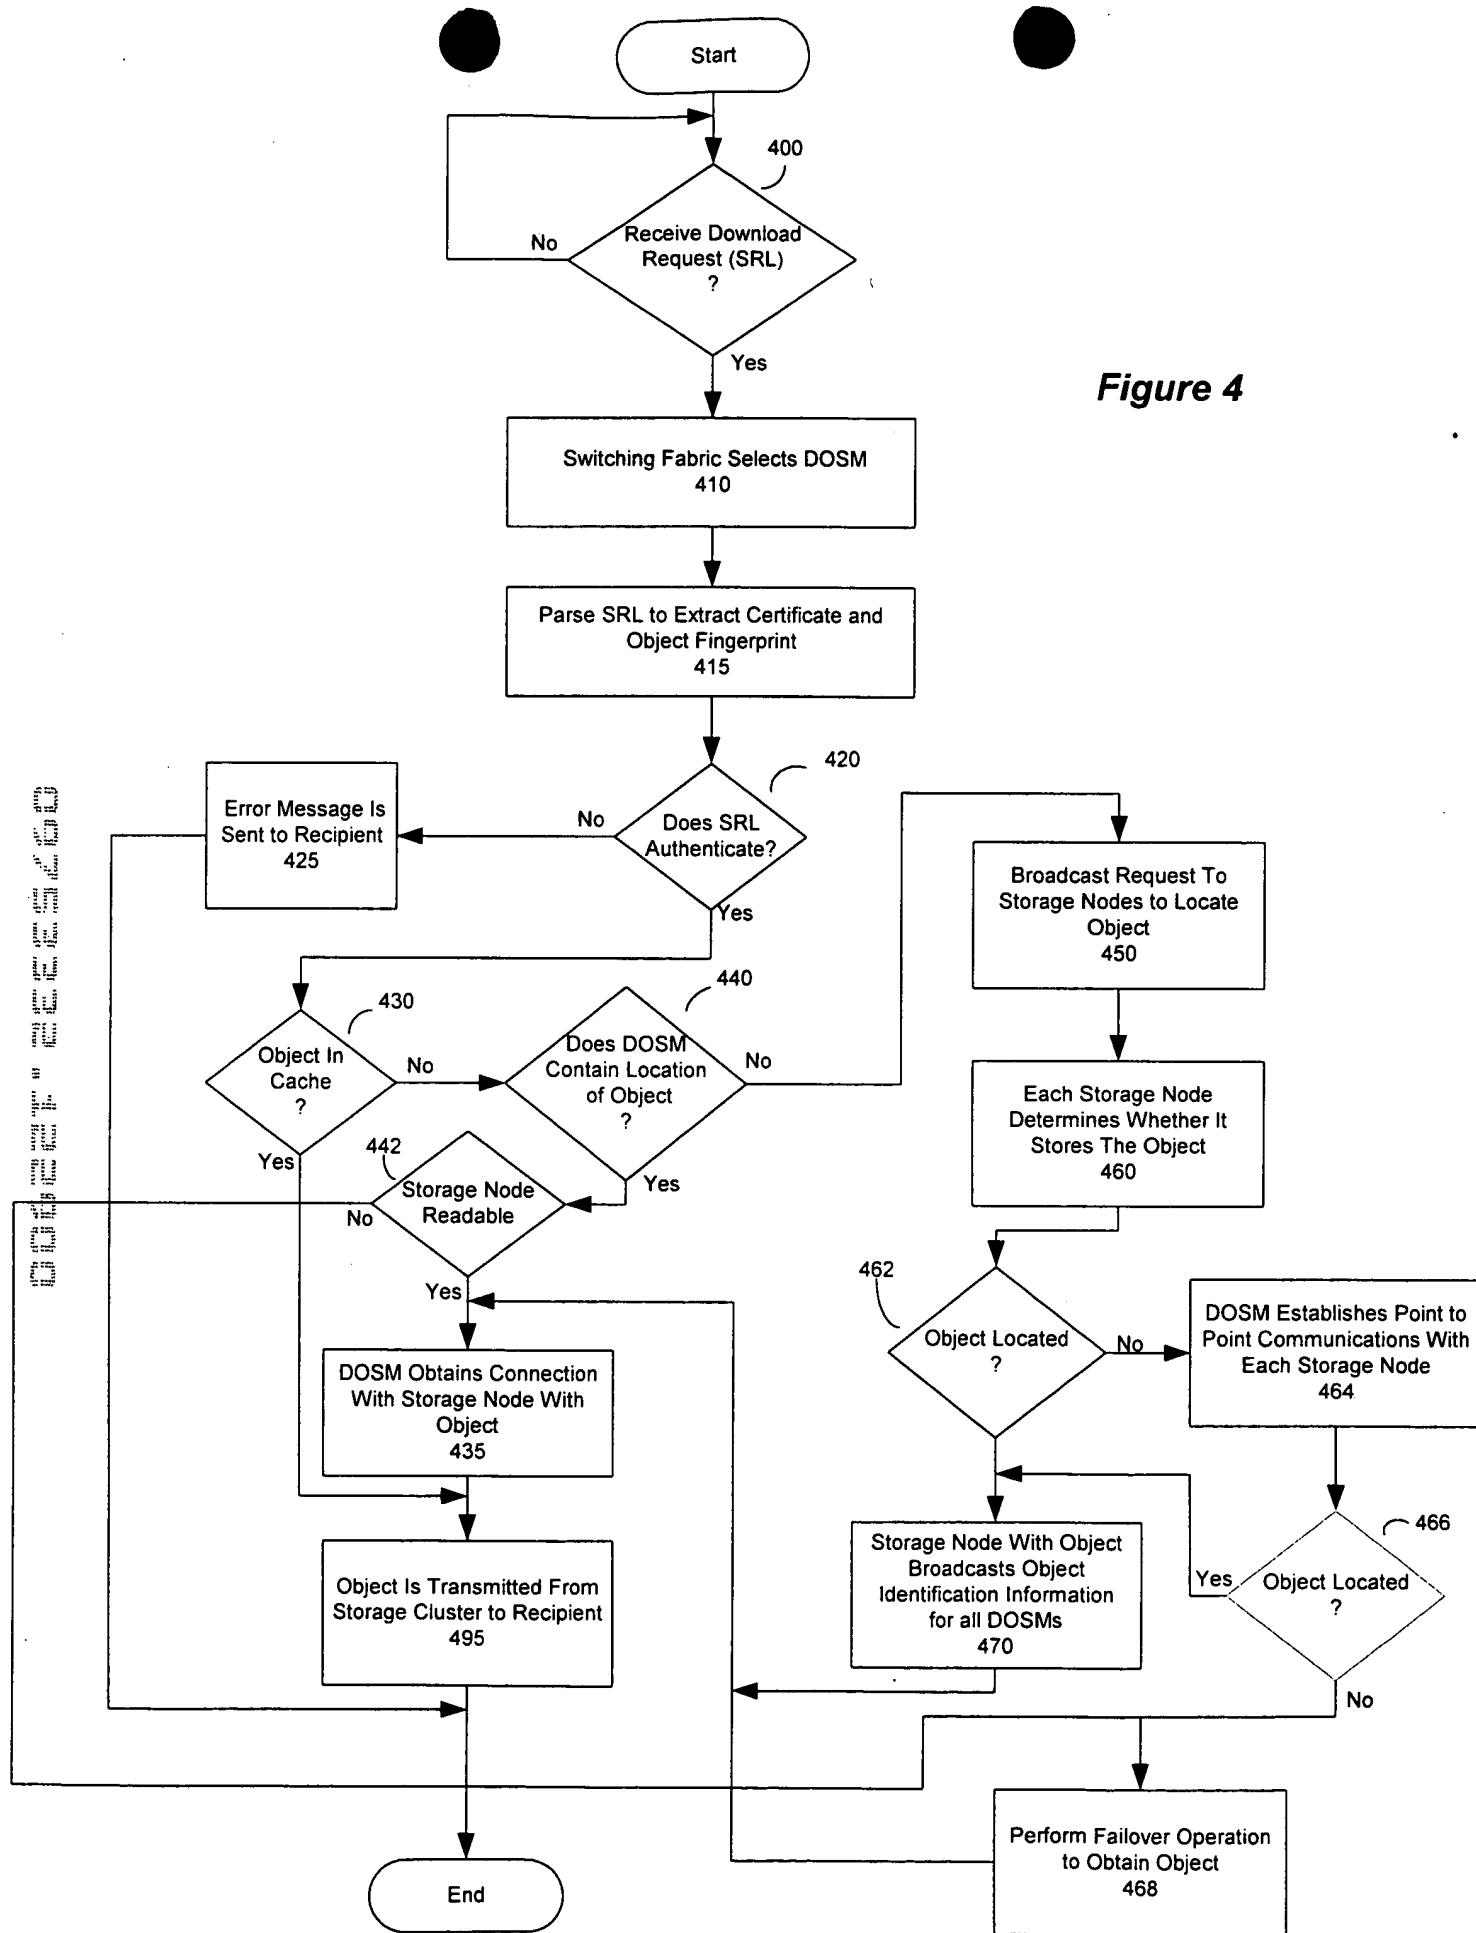 Start
400
Receive Download
Request (SRL)
?
No
Yes
Figure 4
Switching Fabric Selects DOSM
410
Parse SRL to Extract Certificate and
Object Fingerprint
415
420
Does SRL
Authenticate?
No
Yes
Error Message Is
Sent to Recipient
425
430
Object In
Cache
?
No
Yes
440
Does DOSM
Contain Location
of Object
?
No
Yes
442
Storage Node
Readable
No
Yes
DOSM Obtains Connection
With Storage Node With
Object
435
Object Is Transmitted From
Storage Cluster to Recipient
495
End
Broadcast Request To
Storage Nodes to Locate
Object
450
Each Storage Node
Determines Whether It
Stores The Object
460
462
Object Located
?
No
DOSM Establishes Point to
Point Communications With
Each Storage Node
464
466
Object Located
?
Yes
No
Storage Node With Object
Broadcasts Object
Identification Information
for all DOSMs
470
Perform Failover Operation
to Obtain Object
468